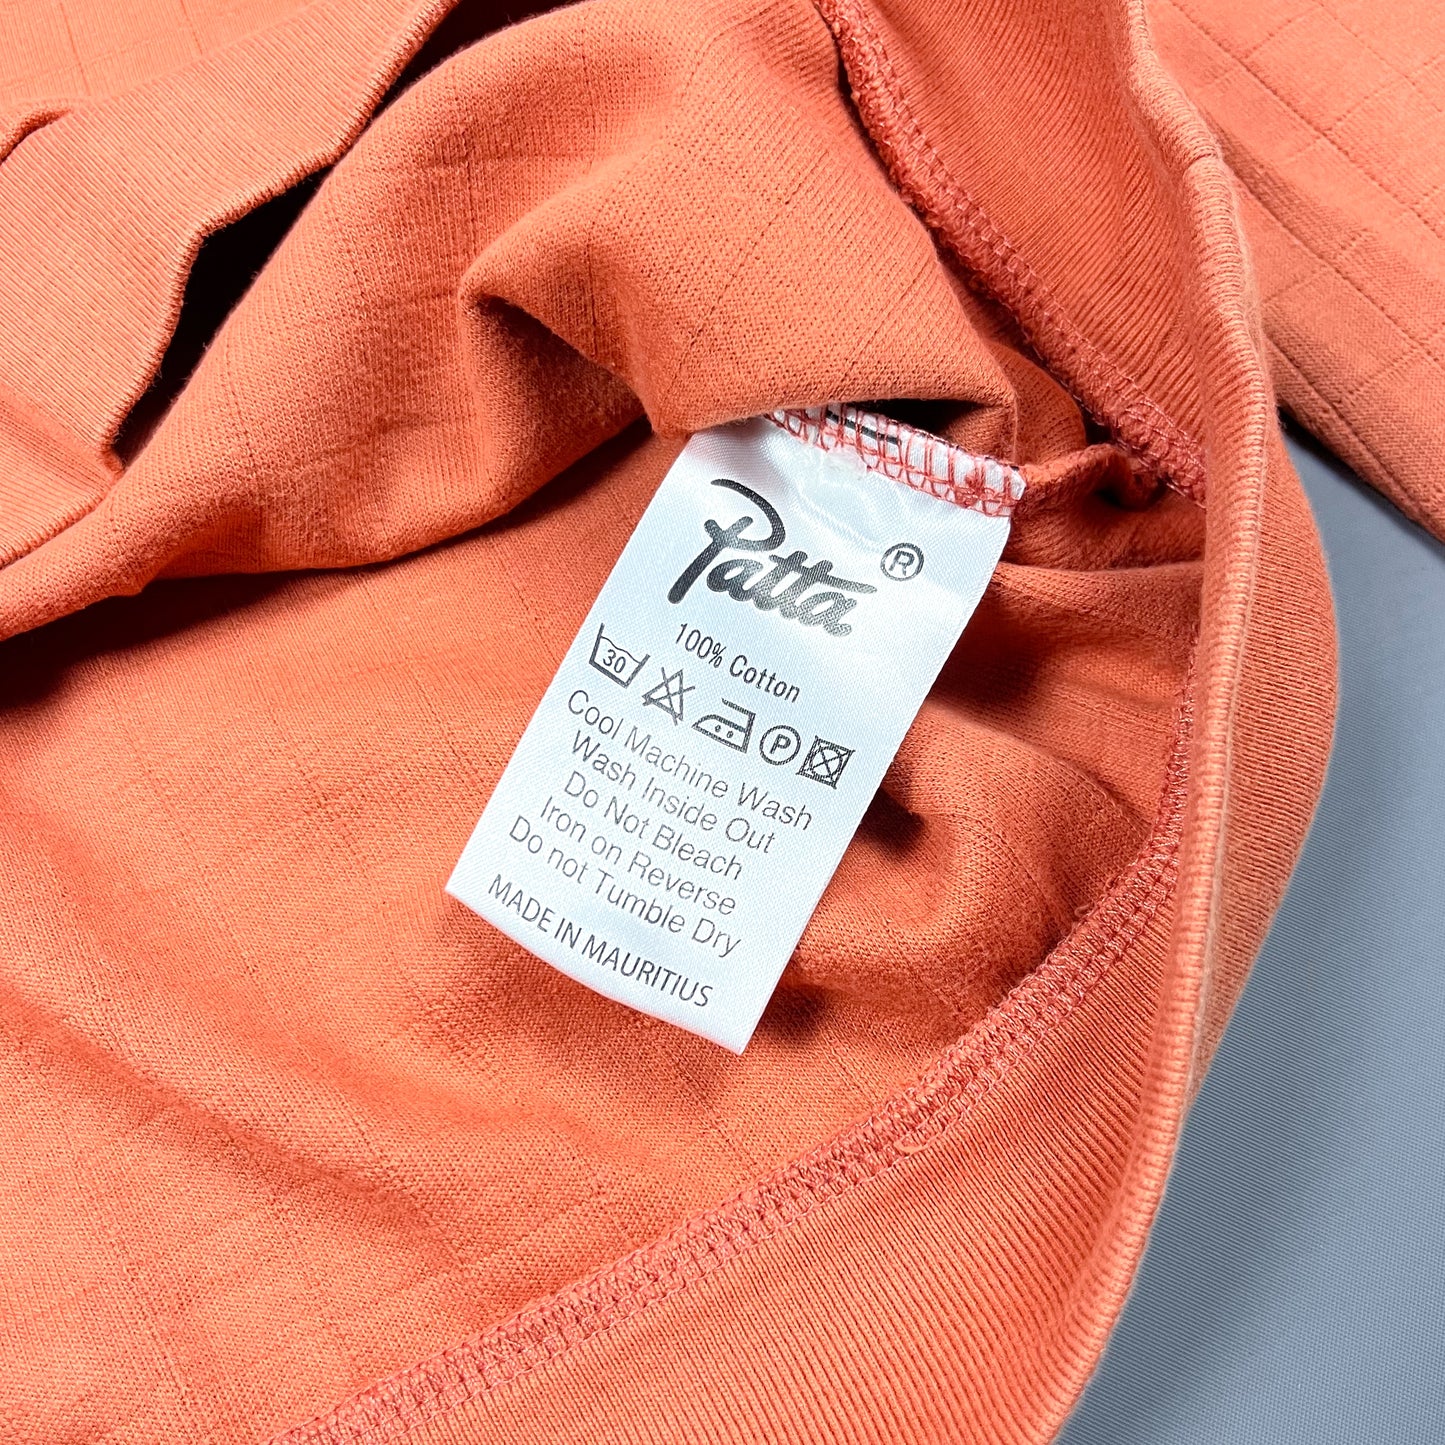 Patta®
100% Cotton
30
P
Cool Machine Wash
Wash Inside Out
Do Not Bleach
Iron on Reverse
Do not Tumble Dry
MADE IN MAURITIUS